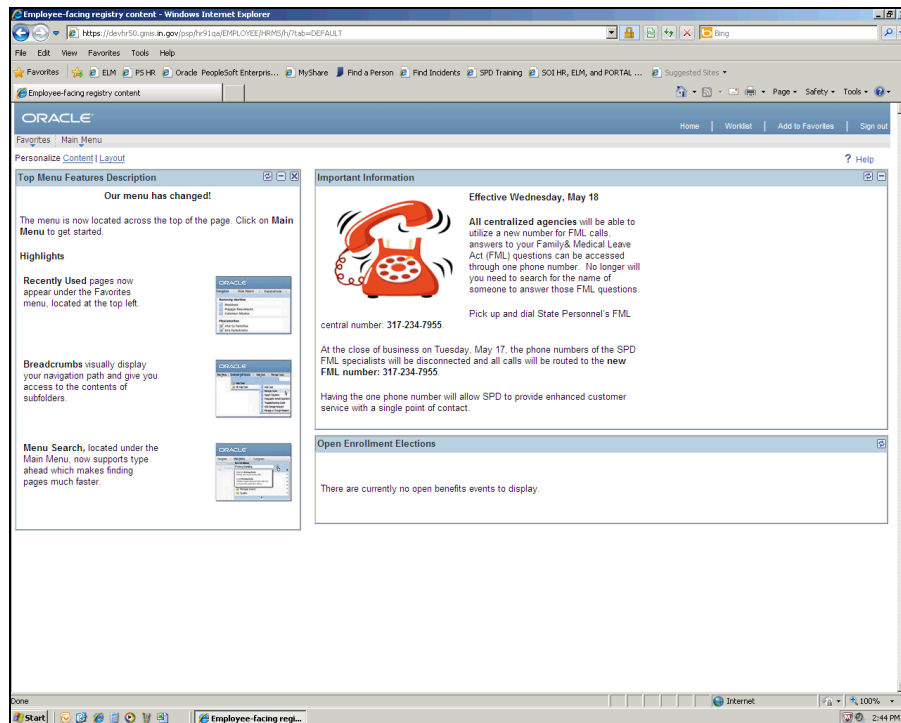 Employee-facing registry content - Windows Internet Explorer
https://devhr50.gmis.in.gov/psp/hr91qa/EMPLOYEE/HRMS/h/?tab=DEFAULT
Bing
File Edit View Favorites Tools Help
Favorites ELM PS HR Oracle PeopleSoft Enterpris... MyShare Find a Person Find Incidents SPD Training SOI HR, ELM, and PORTAL ... Suggested Sites
Employee-facing registry content
Page Safety Tools
ORACLE
Home | Worklist | Add to Favorites | Sign out
Favorites Main Menu
Personalize Content | Layout
? Help
Top Menu Features Description
Our menu has changed!
The menu is now located across the top of the page. Click on Main
Menu to get started.
Highlights
Recently Used pages now
appear under the Favorites
menu, located at the top left.
ORACLE
Breadcrumbs visually display
your navigation path and give you
access to the contents of
subfolders.
ORACLE
Menu Search, located under the
Main Menu, now supports type
ahead which makes finding
pages much faster.
ORACLE
Important Information
Effective Wednesday, May 18
All centralized agencies will be able to
utilize a new number for FML calls,
answers to your Family& Medical Leave
Act (FML) questions can be accessed
through one phone number. No longer will
you need to search for the name of
someone to answer those FML questions.
Pick up and dial State Personnel's FML
central number: 317-234-7955.
At the close of business on Tuesday, May 17, the phone numbers of the SPD
FML specialists will be disconnected and all calls will be routed to the new
FML number: 317-234-7955.
Having the one phone number will allow SPD to provide enhanced customer
service with a single point of contact.
Open Enrollment Elections
There are currently no open benefits events to display.
Done
Internet
100%
Start
Employee-facing regi...
2:44 PM